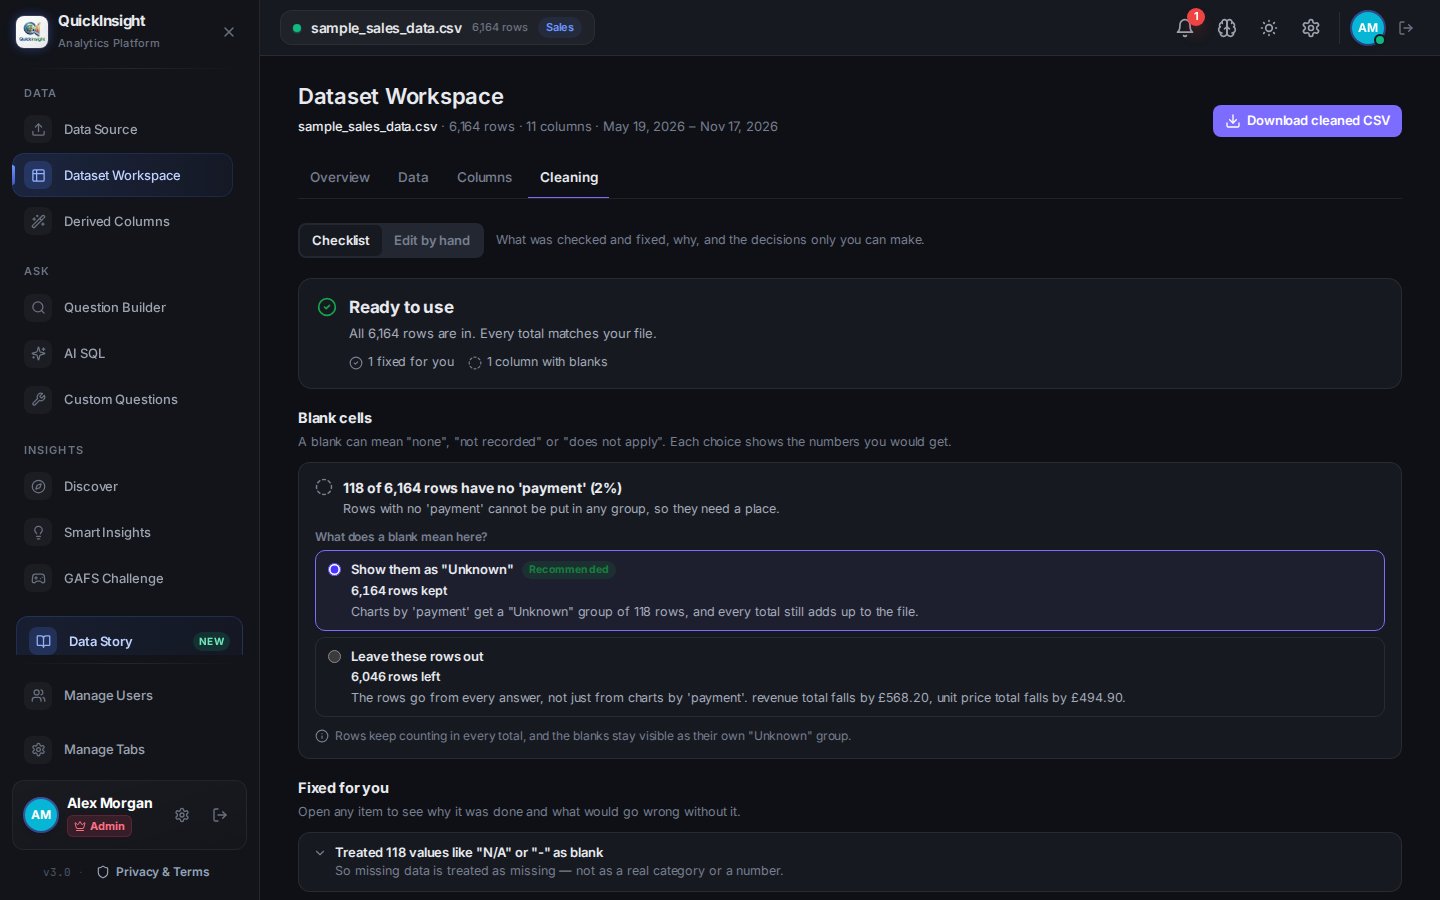 QuickInsight
Analytics Platform
DATA
Data Source
Dataset Workspace
Derived Columns
ASK
Question Builder
AI SQL
Custom Questions
INSIGHTS
Discover
Smart Insights
GAFS Challenge
Data Story NEW
Manage Users
Manage Tabs
AM Alex Morgan
Admin
v3.0 · Privacy & Terms
sample_sales_data.csv 6,164 rows Sales
1
AM
Dataset Workspace
sample_sales_data.csv · 6,164 rows · 11 columns · May 19, 2026 – Nov 17, 2026
Download cleaned CSV
Overview Data Columns Cleaning
Checklist Edit by hand What was checked and fixed, why, and the decisions only you can make.
Ready to use
All 6,164 rows are in. Every total matches your file.
1 fixed for you 1 column with blanks
Blank cells
A blank can mean "none", "not recorded" or "does not apply". Each choice shows the numbers you would get.
118 of 6,164 rows have no 'payment' (2%)
Rows with no 'payment' cannot be put in any group, so they need a place.
What does a blank mean here?
Show them as "Unknown" Recommended
6,164 rows kept
Charts by 'payment' get a "Unknown" group of 118 rows, and every total still adds up to the file.
Leave these rows out
6,046 rows left
The rows go from every answer, not just from charts by 'payment'. revenue total falls by £568.20, unit price total falls by £494.90.
Rows keep counting in every total, and the blanks stay visible as their own "Unknown" group.
Fixed for you
Open any item to see why it was done and what would go wrong without it.
Treated 118 values like "N/A" or "-" as blank
So missing data is treated as missing — not as a real category or a number.